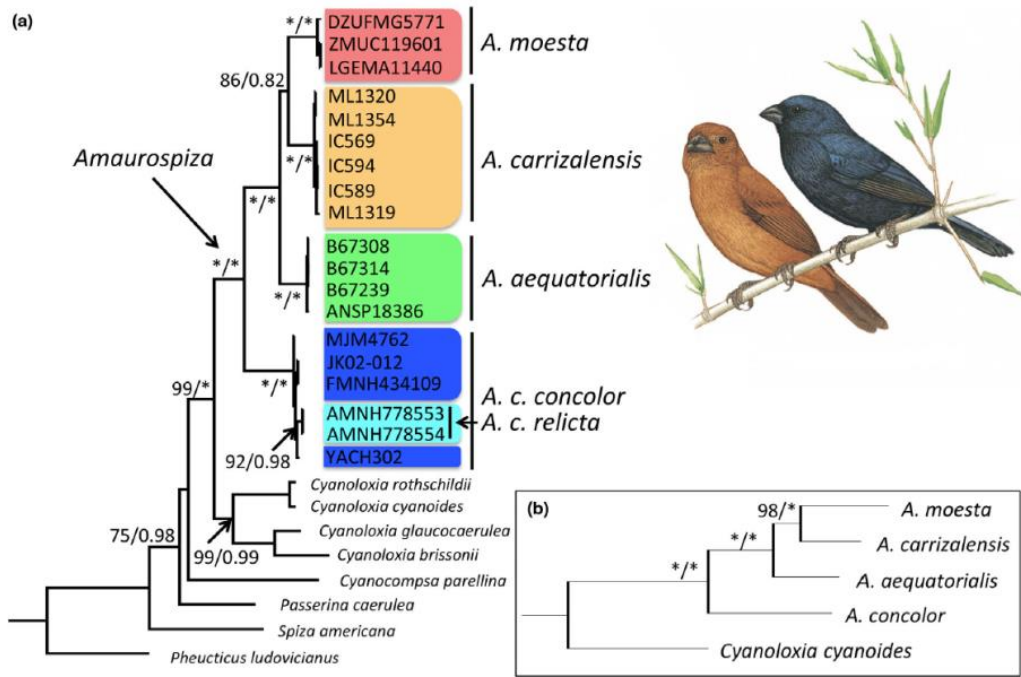 (a)
*/*
DZUFMG5771
ZMUC119601
LGEMA11440
A. moesta
86/0.82
ML1320
ML1354
IC569
IC594
IC589
ML1319
A. carrizalensis
*/*
Amaurospiza
*/*
B67308
B67314
B67239
ANSP18386
A. aequatorialis
*/*
*/*
MJM4762
JK02-012
FMNH434109
*/*
A. c. concolor
AMNH778553
AMNH778554
A. c. relicta
YACH302
99/*
92/0.98
Cyanoloxia rothschildii
Cyanoloxia cyanoides
Cyanoloxia glaucocaerulea
Cyanoloxia brissonii
75/0.98
99/0.99
Cyanocompsa parellina
Passerina caerulea
Spiza americana
Pheucticus ludovicianus
(b)
98/*
A. moesta
*/*
A. carrizalensis
*/*
A. aequatorialis
A. concolor
Cyanoloxia cyanoides